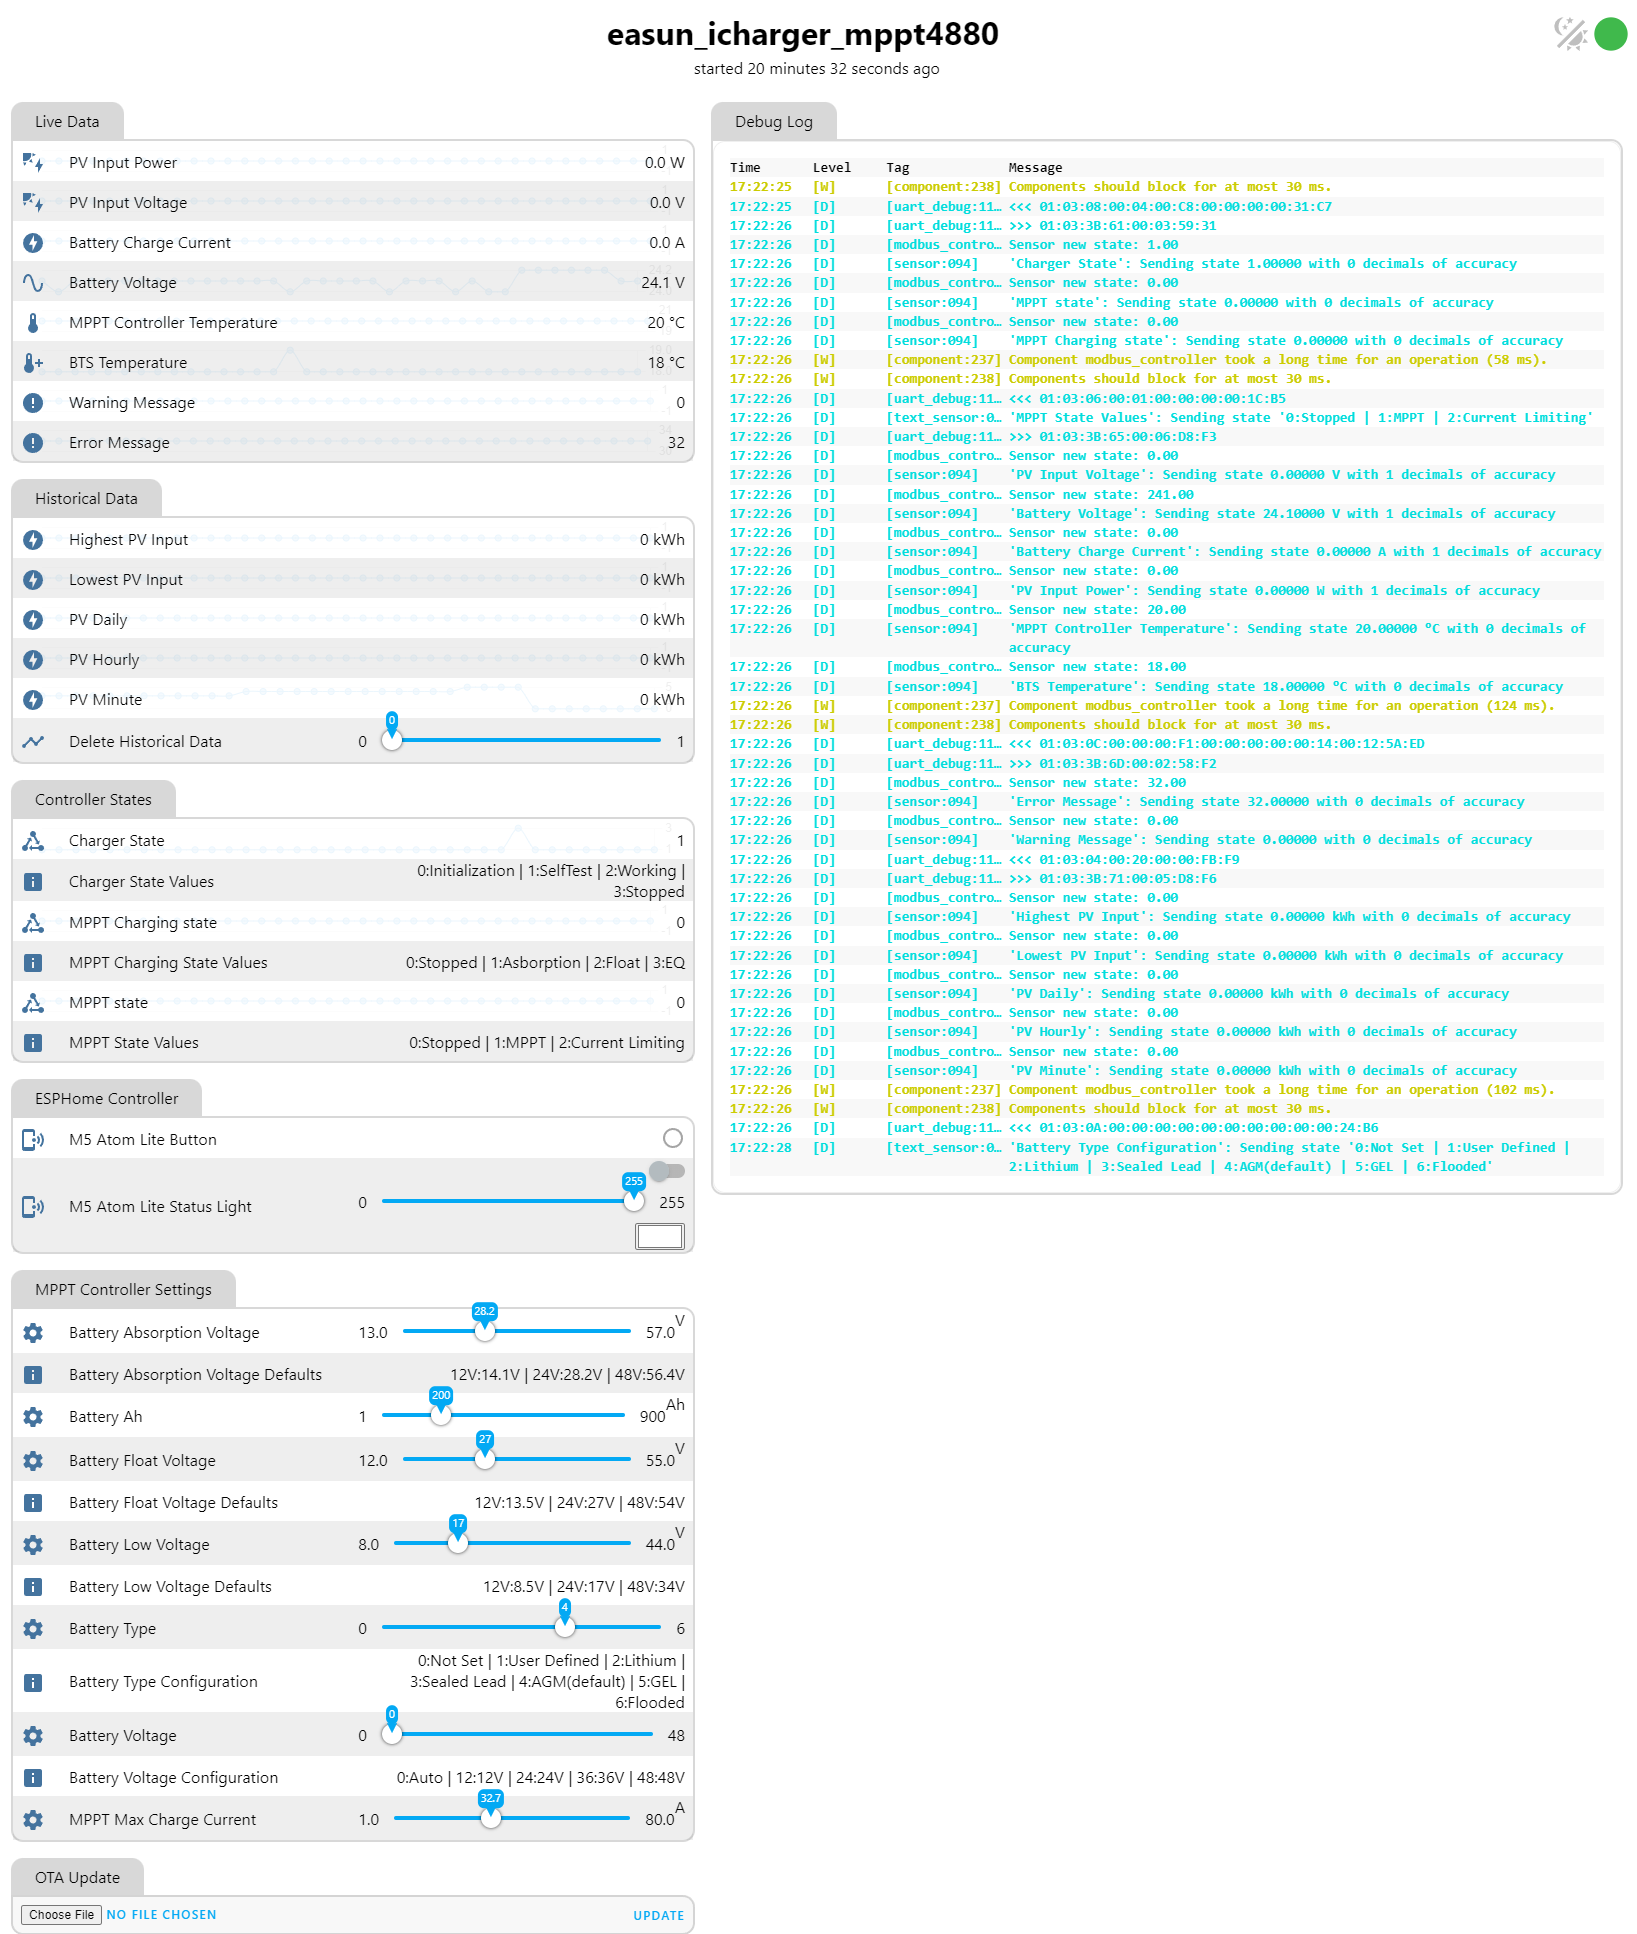 easun_icharger_mppt4880
started 20 minutes 32 seconds ago
Live Data
PV Input Power 0.0 W
PV Input Voltage 0.0 V
Battery Charge Current 0.0 A
Battery Voltage 24.1 V
MPPT Controller Temperature 20 °C
BTS Temperature 18 °C
Warning Message 0
Error Message 32
Historical Data
Highest PV Input 0 kWh
Lowest PV Input 0 kWh
PV Daily 0 kWh
PV Hourly 0 kWh
PV Minute 0 kWh
Delete Historical Data 0 0 1
Controller States
Charger State 1
Charger State Values 0:Initialization | 1:SelfTest | 2:Working |
3:Stopped
MPPT Charging state 0
MPPT Charging State Values 0:Stopped | 1:Asborption | 2:Float | 3:EQ
MPPT state 0
MPPT State Values 0:Stopped | 1:MPPT | 2:Current Limiting
ESPHome Controller
M5 Atom Lite Button
M5 Atom Lite Status Light 0 255 255
MPPT Controller Settings
Battery Absorption Voltage 13.0 28.2 57.0 V
Battery Absorption Voltage Defaults 12V:14.1V | 24V:28.2V | 48V:56.4V
Battery Ah 1 200 900 Ah
Battery Float Voltage 12.0 27 55.0 V
Battery Float Voltage Defaults 12V:13.5V | 24V:27V | 48V:54V
Battery Low Voltage 8.0 17 44.0 V
Battery Low Voltage Defaults 12V:8.5V | 24V:17V | 48V:34V
Battery Type 0 4 6
Battery Type Configuration 0:Not Set | 1:User Defined | 2:Lithium |
3:Sealed Lead | 4:AGM(default) | 5:GEL |
6:Flooded
Battery Voltage 0 0 48
Battery Voltage Configuration 0:Auto | 12:12V | 24:24V | 36:36V | 48:48V
MPPT Max Charge Current 1.0 32.7 80.0 A
OTA Update
Choose File NO FILE CHOSEN UPDATE
Debug Log
Time Level Tag Message
17:22:25 [W] [component:238] Components should block for at most 30 ms.
17:22:25 [D] [uart_debug:11… <<< 01:03:08:00:04:00:C8:00:00:00:00:31:C7
17:22:26 [D] [uart_debug:11… >>> 01:03:3B:61:00:03:59:31
17:22:26 [D] [modbus_contro… Sensor new state: 1.00
17:22:26 [D] [sensor:094] 'Charger State': Sending state 1.00000 with 0 decimals of accuracy
17:22:26 [D] [modbus_contro… Sensor new state: 0.00
17:22:26 [D] [sensor:094] 'MPPT state': Sending state 0.00000 with 0 decimals of accuracy
17:22:26 [D] [modbus_contro… Sensor new state: 0.00
17:22:26 [D] [sensor:094] 'MPPT Charging state': Sending state 0.00000 with 0 decimals of accuracy
17:22:26 [W] [component:237] Component modbus_controller took a long time for an operation (58 ms).
17:22:26 [W] [component:238] Components should block for at most 30 ms.
17:22:26 [D] [uart_debug:11… <<< 01:03:06:00:01:00:00:00:00:1C:B5
17:22:26 [D] [text_sensor:0… 'MPPT State Values': Sending state '0:Stopped | 1:MPPT | 2:Current Limiting'
17:22:26 [D] [uart_debug:11… >>> 01:03:3B:65:00:06:D8:F3
17:22:26 [D] [modbus_contro… Sensor new state: 0.00
17:22:26 [D] [sensor:094] 'PV Input Voltage': Sending state 0.00000 V with 1 decimals of accuracy
17:22:26 [D] [modbus_contro… Sensor new state: 241.00
17:22:26 [D] [sensor:094] 'Battery Voltage': Sending state 24.10000 V with 1 decimals of accuracy
17:22:26 [D] [modbus_contro… Sensor new state: 0.00
17:22:26 [D] [sensor:094] 'Battery Charge Current': Sending state 0.00000 A with 1 decimals of accuracy
17:22:26 [D] [modbus_contro… Sensor new state: 0.00
17:22:26 [D] [sensor:094] 'PV Input Power': Sending state 0.00000 W with 1 decimals of accuracy
17:22:26 [D] [modbus_contro… Sensor new state: 20.00
17:22:26 [D] [sensor:094] 'MPPT Controller Temperature': Sending state 20.00000 °C with 0 decimals of
accuracy
17:22:26 [D] [modbus_contro… Sensor new state: 18.00
17:22:26 [D] [sensor:094] 'BTS Temperature': Sending state 18.00000 °C with 0 decimals of accuracy
17:22:26 [W] [component:237] Component modbus_controller took a long time for an operation (124 ms).
17:22:26 [W] [component:238] Components should block for at most 30 ms.
17:22:26 [D] [uart_debug:11… <<< 01:03:0C:00:00:00:F1:00:00:00:00:00:14:00:12:5A:ED
17:22:26 [D] [uart_debug:11… >>> 01:03:3B:6D:00:02:58:F2
17:22:26 [D] [modbus_contro… Sensor new state: 32.00
17:22:26 [D] [sensor:094] 'Error Message': Sending state 32.00000 with 0 decimals of accuracy
17:22:26 [D] [modbus_contro… Sensor new state: 0.00
17:22:26 [D] [sensor:094] 'Warning Message': Sending state 0.00000 with 0 decimals of accuracy
17:22:26 [D] [uart_debug:11… <<< 01:03:04:00:20:00:00:FB:F9
17:22:26 [D] [uart_debug:11… >>> 01:03:3B:71:00:05:D8:F6
17:22:26 [D] [modbus_contro… Sensor new state: 0.00
17:22:26 [D] [sensor:094] 'Highest PV Input': Sending state 0.00000 kWh with 0 decimals of accuracy
17:22:26 [D] [modbus_contro… Sensor new state: 0.00
17:22:26 [D] [sensor:094] 'Lowest PV Input': Sending state 0.00000 kWh with 0 decimals of accuracy
17:22:26 [D] [modbus_contro… Sensor new state: 0.00
17:22:26 [D] [sensor:094] 'PV Daily': Sending state 0.00000 kWh with 0 decimals of accuracy
17:22:26 [D] [modbus_contro… Sensor new state: 0.00
17:22:26 [D] [sensor:094] 'PV Hourly': Sending state 0.00000 kWh with 0 decimals of accuracy
17:22:26 [D] [modbus_contro… Sensor new state: 0.00
17:22:26 [D] [sensor:094] 'PV Minute': Sending state 0.00000 kWh with 0 decimals of accuracy
17:22:26 [W] [component:237] Component modbus_controller took a long time for an operation (102 ms).
17:22:26 [W] [component:238] Components should block for at most 30 ms.
17:22:26 [D] [uart_debug:11… <<< 01:03:0A:00:00:00:00:00:00:00:00:00:00:24:B6
17:22:28 [D] [text_sensor:0… 'Battery Type Configuration': Sending state '0:Not Set | 1:User Defined |
2:Lithium | 3:Sealed Lead | 4:AGM(default) | 5:GEL | 6:Flooded'